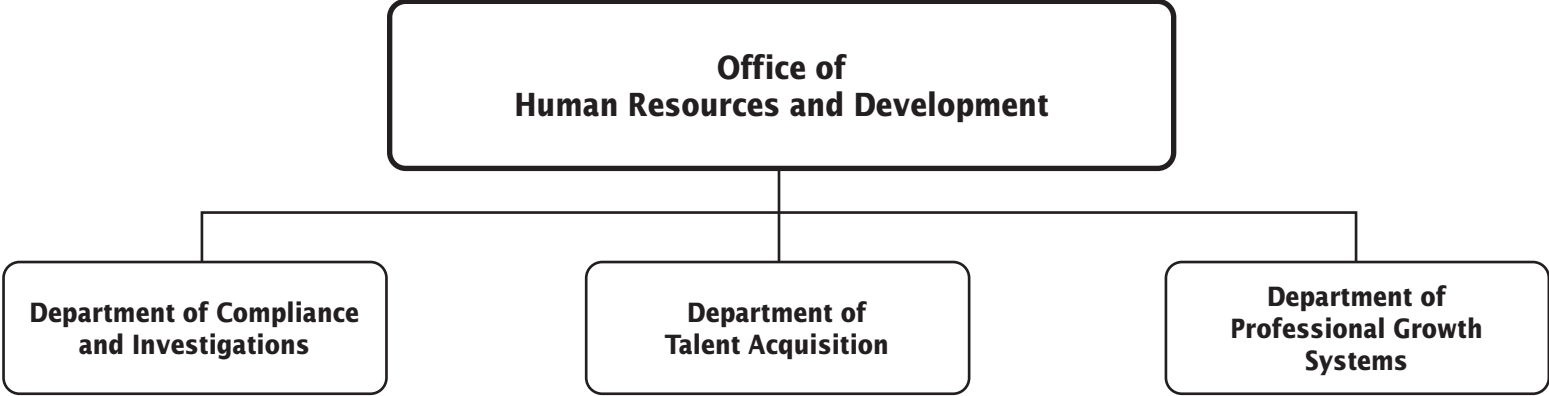 Office of
Human Resources and Development
Department of Compliance
and Investigations
Department of
Talent Acquisition
Department of
Professional Growth
Systems